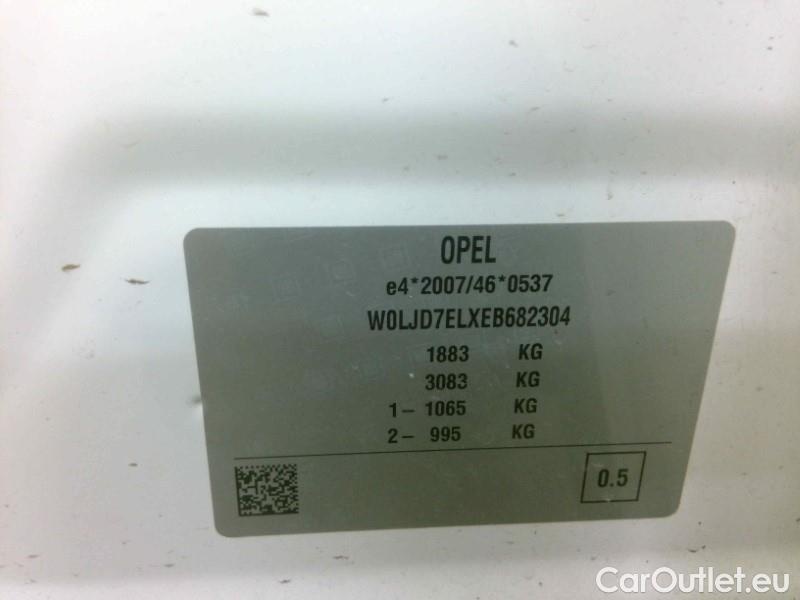 OPEL
e4*2007/46*0537
W0LJD7ELXEB682304
1883 KG
3083 KG
1– 1065 KG
2– 995 KG
0.5
CarOutlet.eu